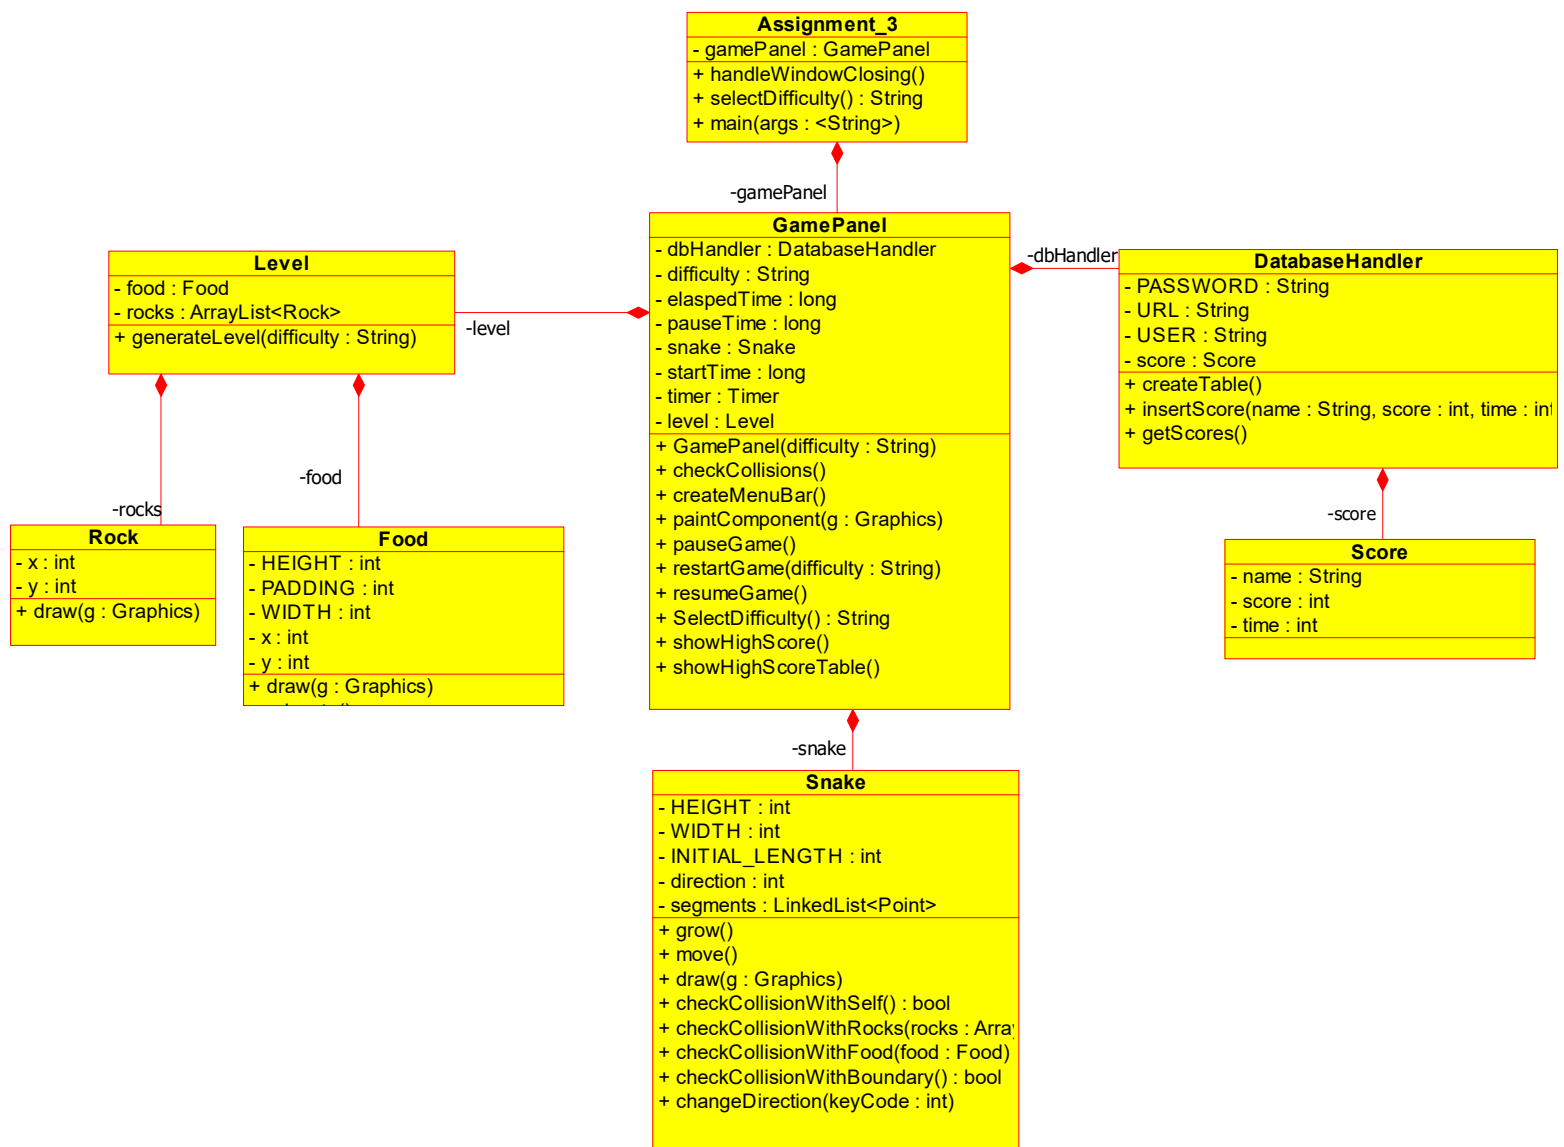 Assignment_3
- gamePanel : GamePanel
+ handleWindowClosing()
+ selectDifficulty() : String
+ main(args : <String>)
-gamePanel
GamePanel
- dbHandler : DatabaseHandler
- difficulty : String
- elaspedTime : long
- pauseTime : long
- snake : Snake
- startTime : long
- timer : Timer
- level : Level
+ GamePanel(difficulty : String)
+ checkCollisions()
+ createMenuBar()
+ paintComponent(g : Graphics)
+ pauseGame()
+ restartGame(difficulty : String)
+ resumeGame()
+ SelectDifficulty() : String
+ showHighScore()
+ showHighScoreTable()
-level
Level
- food : Food
- rocks : ArrayList<Rock>
+ generateLevel(difficulty : String)
-rocks
-food
Rock
- x : int
- y : int
+ draw(g : Graphics)
Food
- HEIGHT : int
- PADDING : int
- WIDTH : int
- x : int
- y : int
+ draw(g : Graphics)
-dbHandler
DatabaseHandler
- PASSWORD : String
- URL : String
- USER : String
- score : Score
+ createTable()
+ insertScore(name : String, score : int, time : int
+ getScores()
-score
Score
- name : String
- score : int
- time : int
-snake
Snake
- HEIGHT : int
- WIDTH : int
- INITIAL_LENGTH : int
- direction : int
- segments : LinkedList<Point>
+ grow()
+ move()
+ draw(g : Graphics)
+ checkCollisionWithSelf() : bool
+ checkCollisionWithRocks(rocks : Array
+ checkCollisionWithFood(food : Food)
+ checkCollisionWithBoundary() : bool
+ changeDirection(keyCode : int)